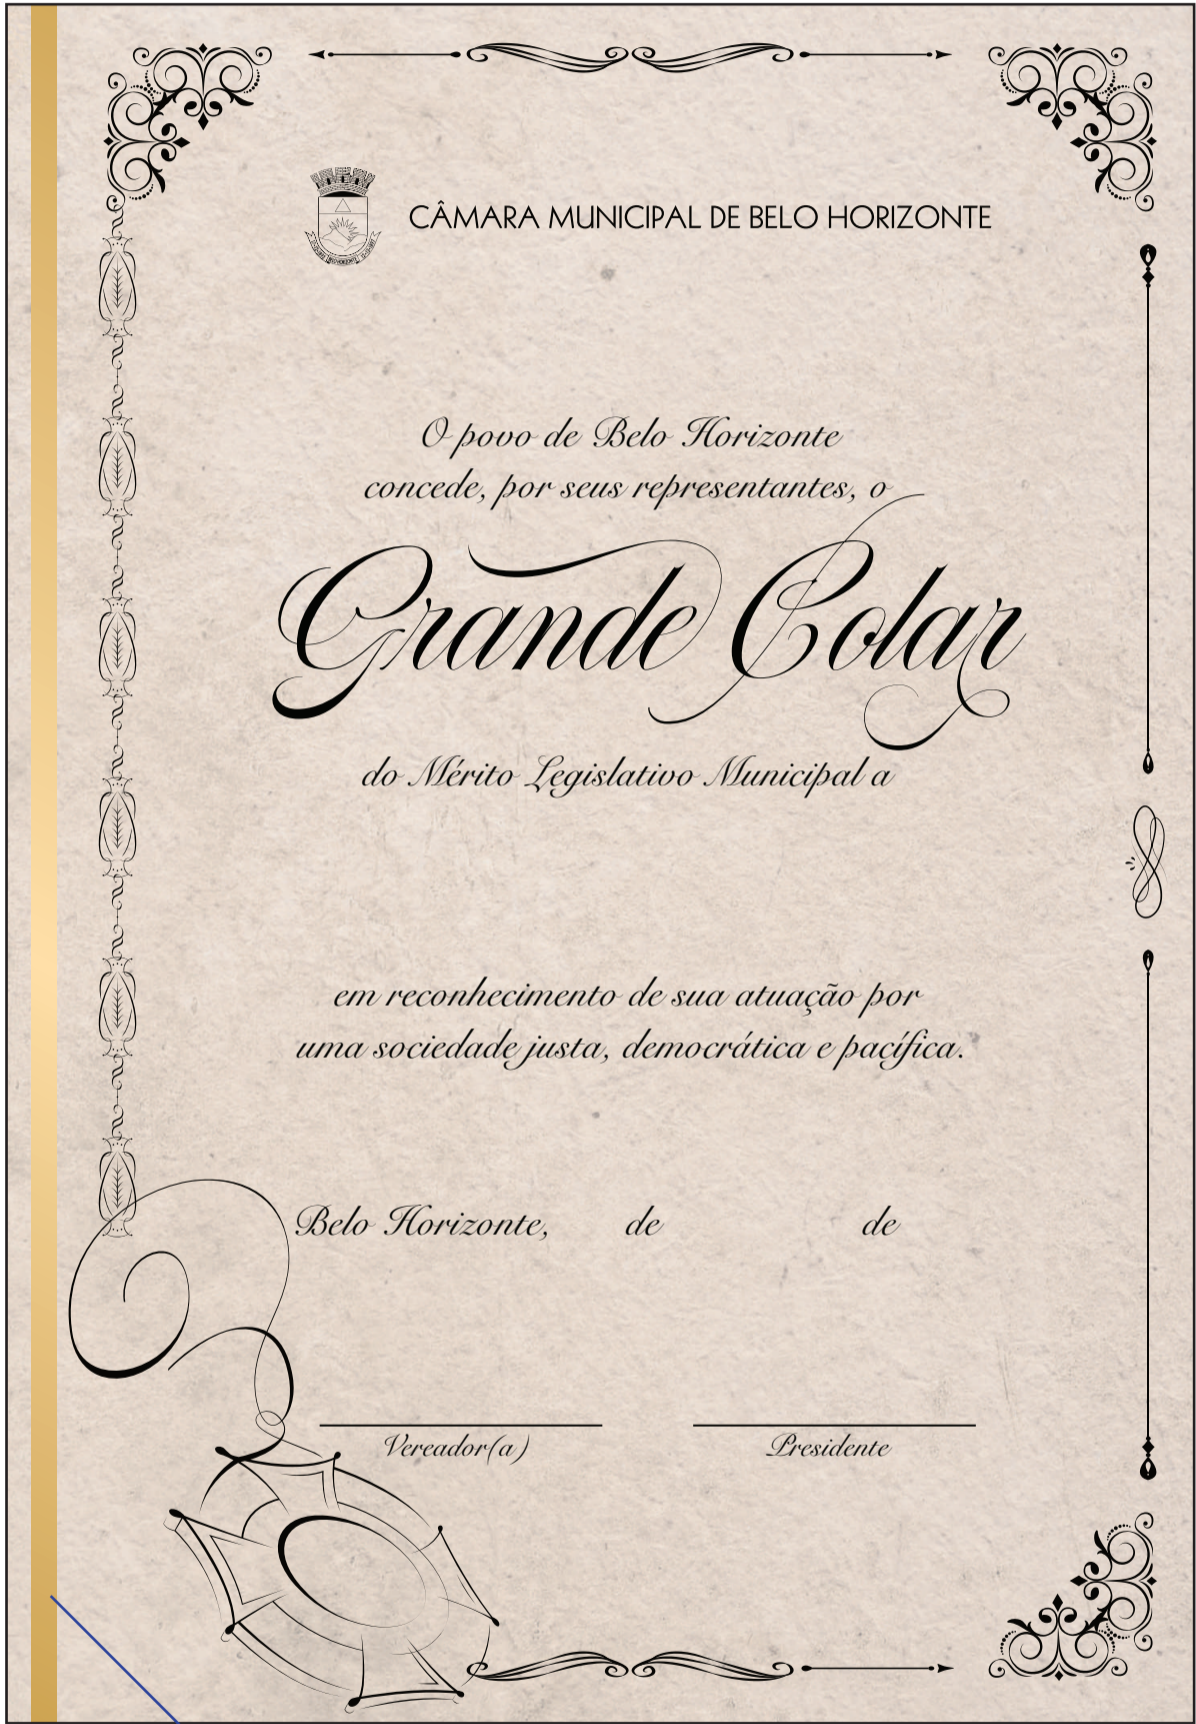 CÂMARA MUNICIPAL DE BELO HORIZONTE
O povo de Belo Horizonte
concede, por seus representantes, o
Grande Colar
do Mérito Legislativo Municipal a
em reconhecimento de sua atuação por
uma sociedade justa, democrática e pacífica.
Belo Horizonte, de de
Vereador(a) Presidente